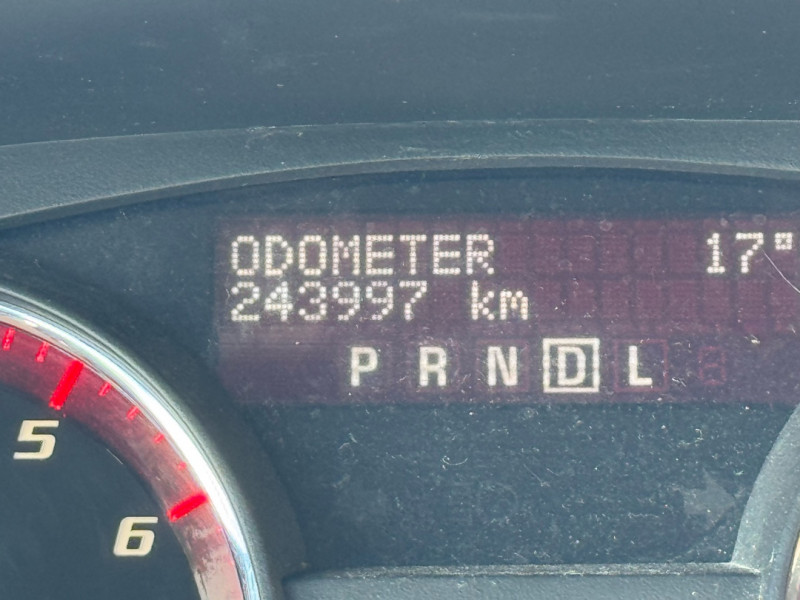 ODOMETER 17°
243997 km
P R N D L
5
6